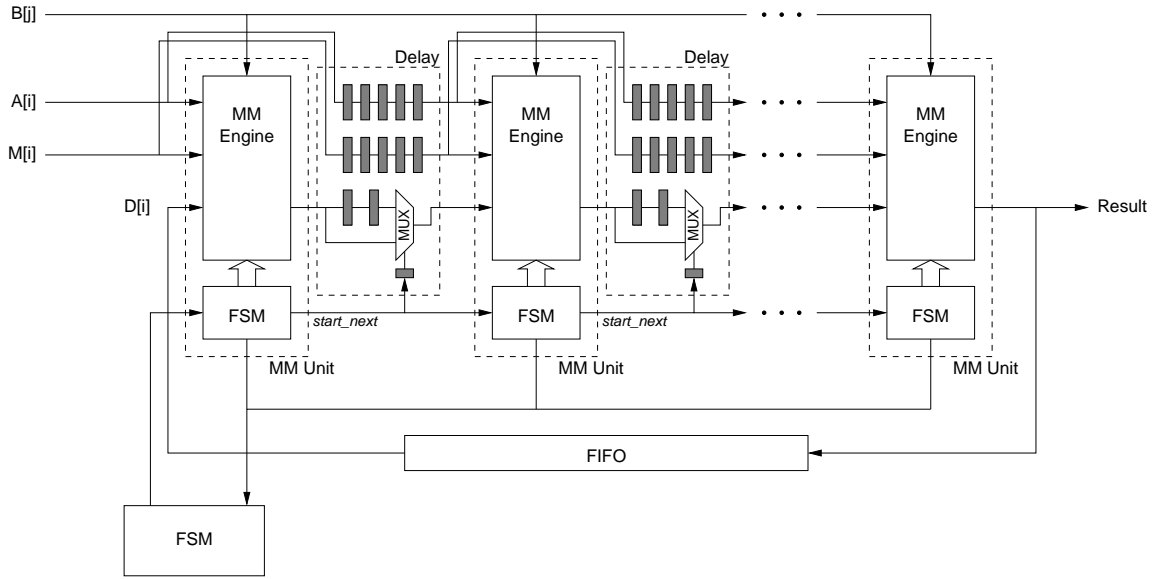 B[j]
Delay
Delay
A[i]
MM
Engine
MM
Engine
MM
Engine
M[i]
D[i]
MUX
MUX
Result
FSM
start_next
FSM
start_next
FSM
MM Unit
MM Unit
MM Unit
FIFO
FSM